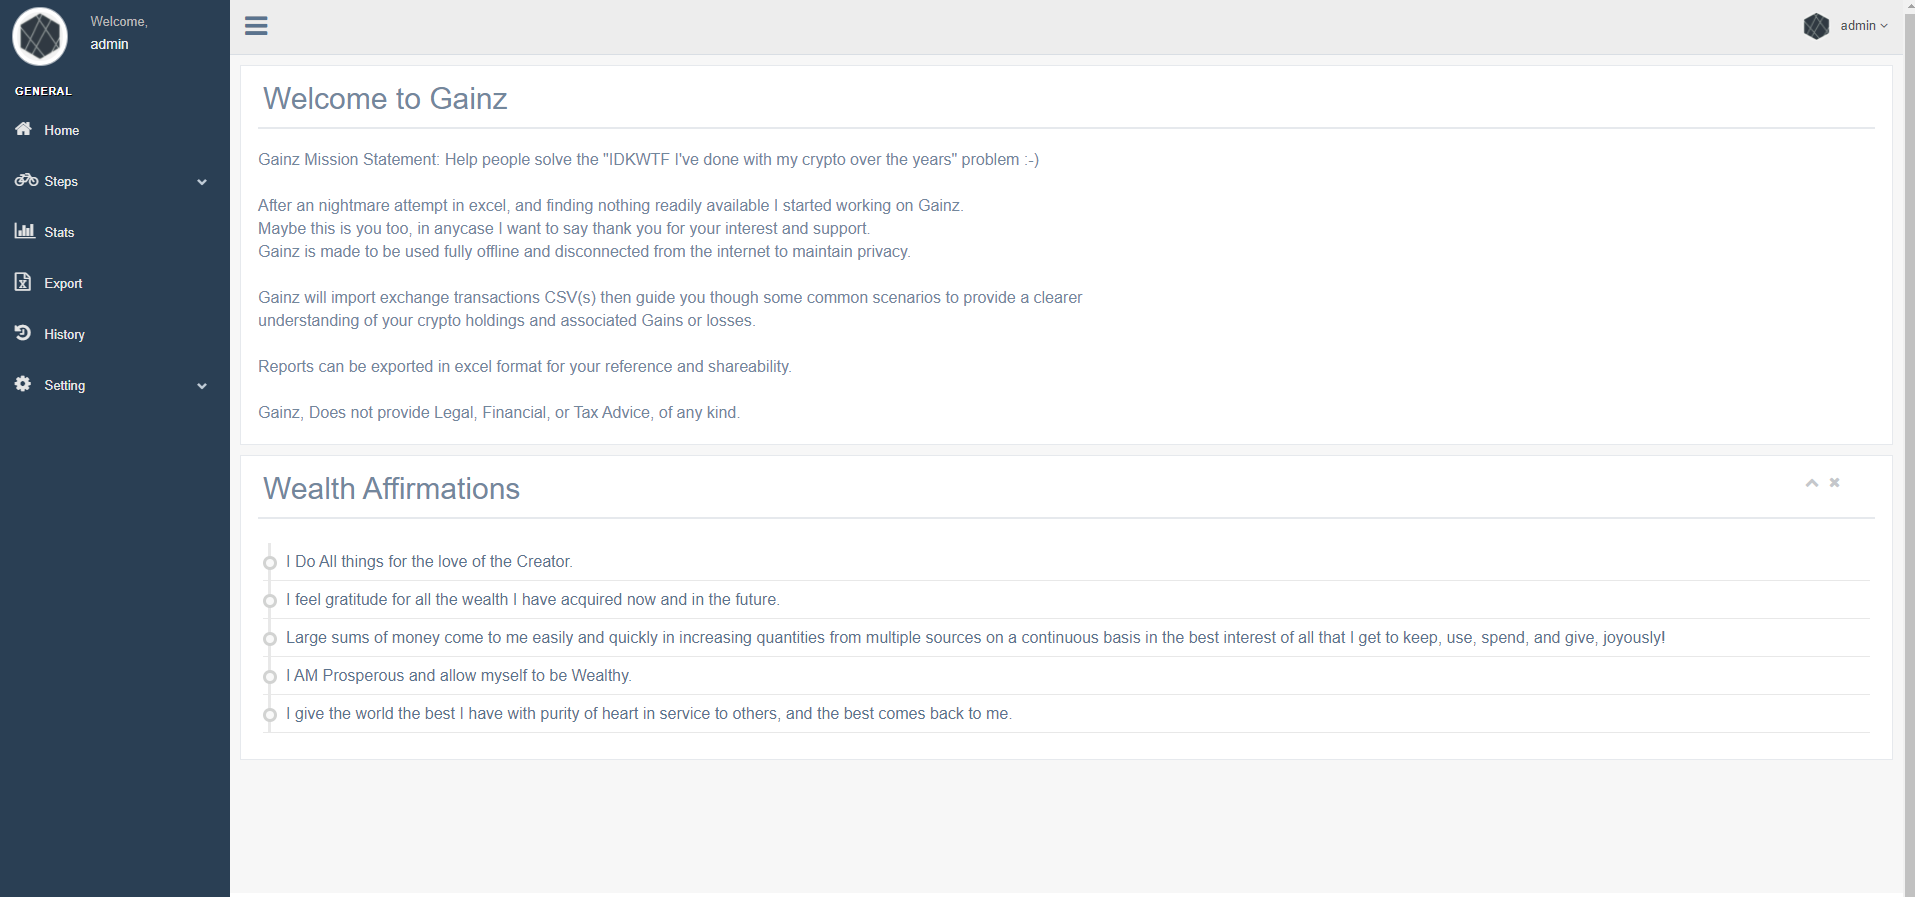 Welcome,
admin
GENERAL
Home
Steps
Stats
Export
History
Setting
admin
Welcome to Gainz
Gainz Mission Statement: Help people solve the "IDKWTF I've done with my crypto over the years" problem :-)
After an nightmare attempt in excel, and finding nothing readily available I started working on Gainz.
Maybe this is you too, in anycase I want to say thank you for your interest and support.
Gainz is made to be used fully offline and disconnected from the internet to maintain privacy.
Gainz will import exchange transactions CSV(s) then guide you though some common scenarios to provide a clearer
understanding of your crypto holdings and associated Gains or losses.
Reports can be exported in excel format for your reference and shareability.
Gainz, Does not provide Legal, Financial, or Tax Advice, of any kind.
Wealth Affirmations
I Do All things for the love of the Creator.
I feel gratitude for all the wealth I have acquired now and in the future.
Large sums of money come to me easily and quickly in increasing quantities from multiple sources on a continuous basis in the best interest of all that I get to keep, use, spend, and give, joyously!
I AM Prosperous and allow myself to be Wealthy.
I give the world the best I have with purity of heart in service to others, and the best comes back to me.